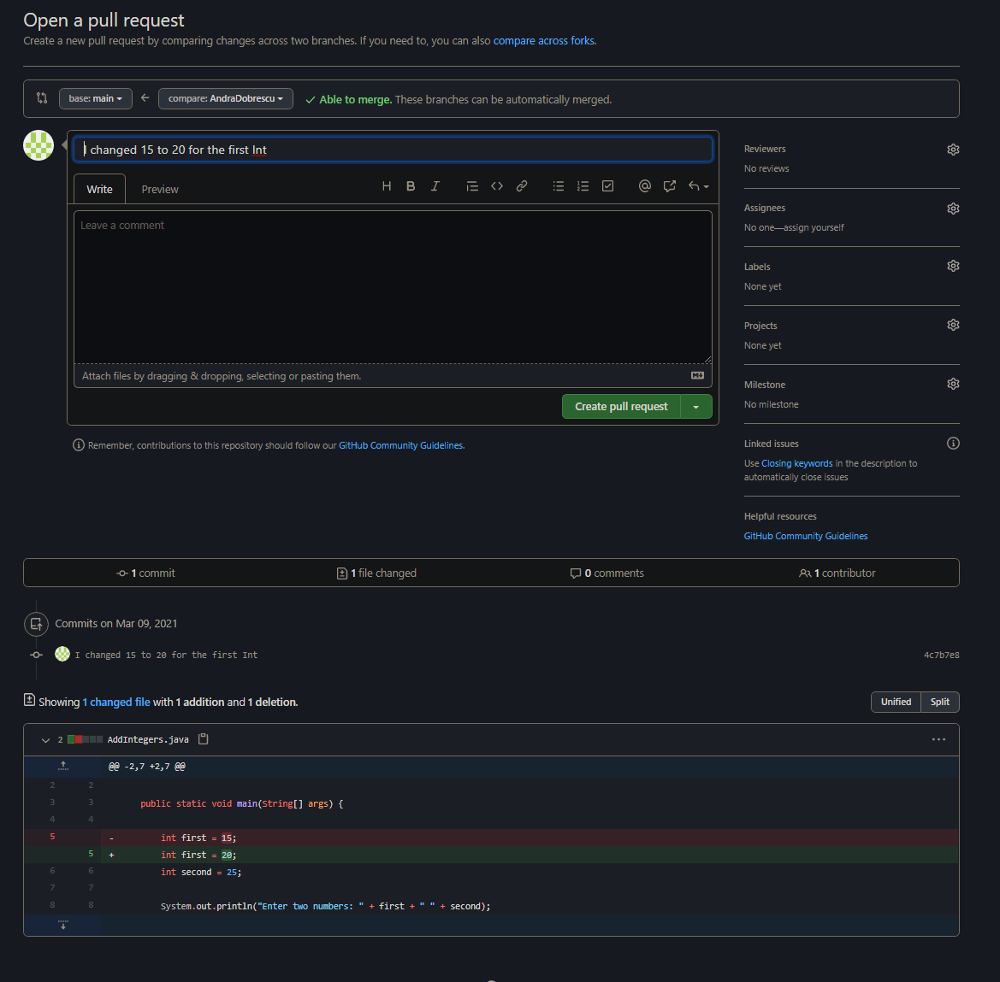 Open a pull request
Create a new pull request by comparing changes across two branches. If you need to, you can also compare across forks.
base: main
compare: AndraDobrescu
Able to merge. These branches can be automatically merged.
I changed 15 to 20 for the first Int
Write
Preview
H B I
Leave a comment
Attach files by dragging & dropping, selecting or pasting them.
Create pull request
Remember, contributions to this repository should follow our GitHub Community Guidelines.
Reviewers
No reviews
Assignees
No one—assign yourself
Labels
None yet
Projects
None yet
Milestone
No milestone
Linked issues
Use Closing keywords in the description to
automatically close issues
Helpful resources
GitHub Community Guidelines
1 commit
1 file changed
0 comments
1 contributor
Commits on Mar 09, 2021
I changed 15 to 20 for the first Int
4c7b7e8
Showing 1 changed file with 1 addition and 1 deletion.
Unified
Split
2 AddIntegers.java
@@ -2,7 +2,7 @@
2 2
3 3 public static void main(String[] args) {
4 4
5 - int first = 15;
5 + int first = 20;
6 6 int second = 25;
7 7
8 8 System.out.println("Enter two numbers: " + first + " " + second);